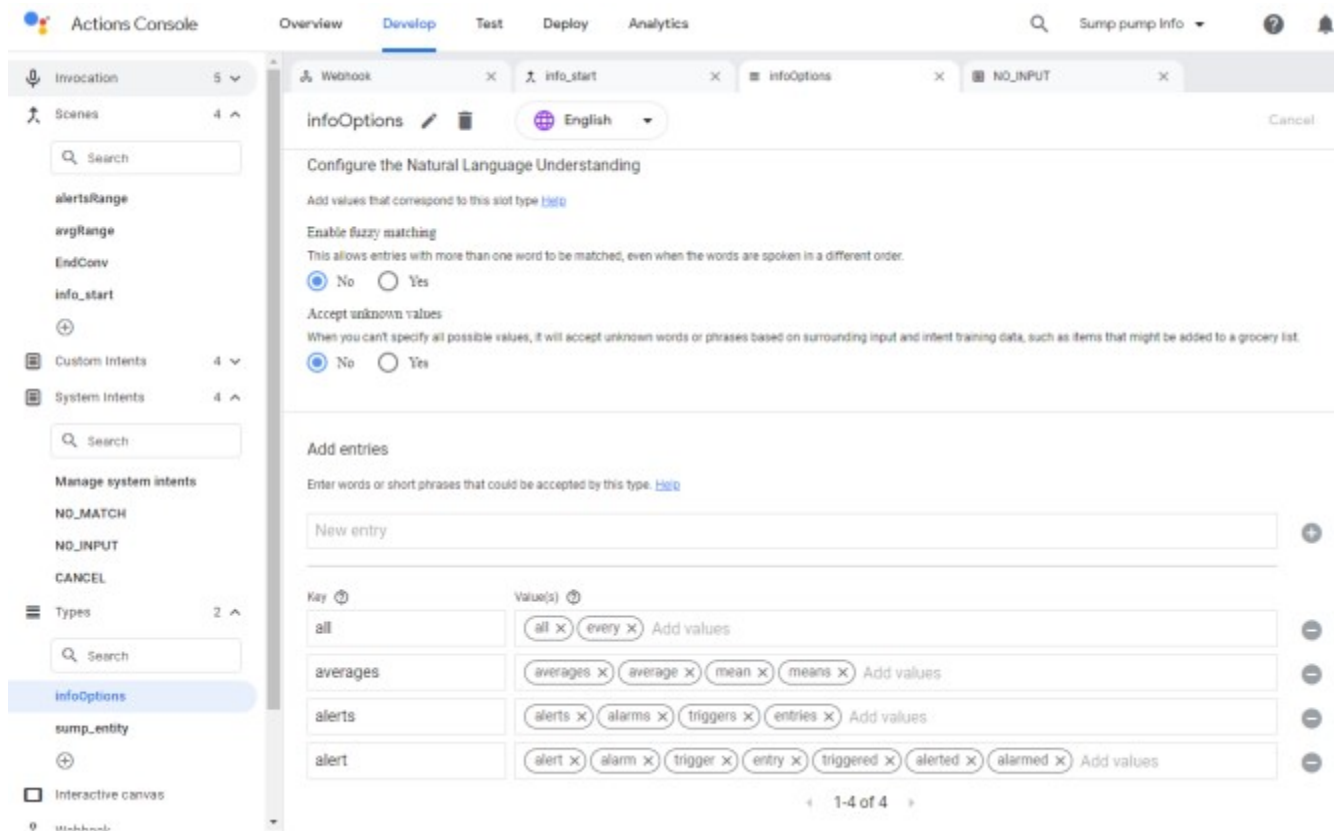 Actions Console
Overview Develop Test Deploy Analytics
Sump pump Info
Invocation 5
Scenes 4
Search
alertsRange
avgRange
EndConv
info_start
Custom Intents 4
System Intents 4
Search
Manage system intents
NO_MATCH
NO_INPUT
CANCEL
Types 2
Search
infoOptions
sump_entity
Interactive canvas
Webhook
Webhook info_start infoOptions NO_INPUT
infoOptions English Cancel
Configure the Natural Language Understanding
Add values that correspond to this slot type Help
Enable fuzzy matching
This allows entries with more than one word to be matched, even when the words are spoken in a different order.
No Yes
Accept unknown values
When you can't specify all possible values, it will accept unknown words or phrases based on surrounding input and intent training data, such as items that might be added to a grocery list.
No Yes
Add entries
Enter words or short phrases that could be accepted by this type. Help
New entry
Key Value(s)
all all every Add values
averages averages average mean means Add values
alerts alerts alarms triggers entries Add values
alert alert alarm trigger entry triggered alerted alarmed Add values
1-4 of 4